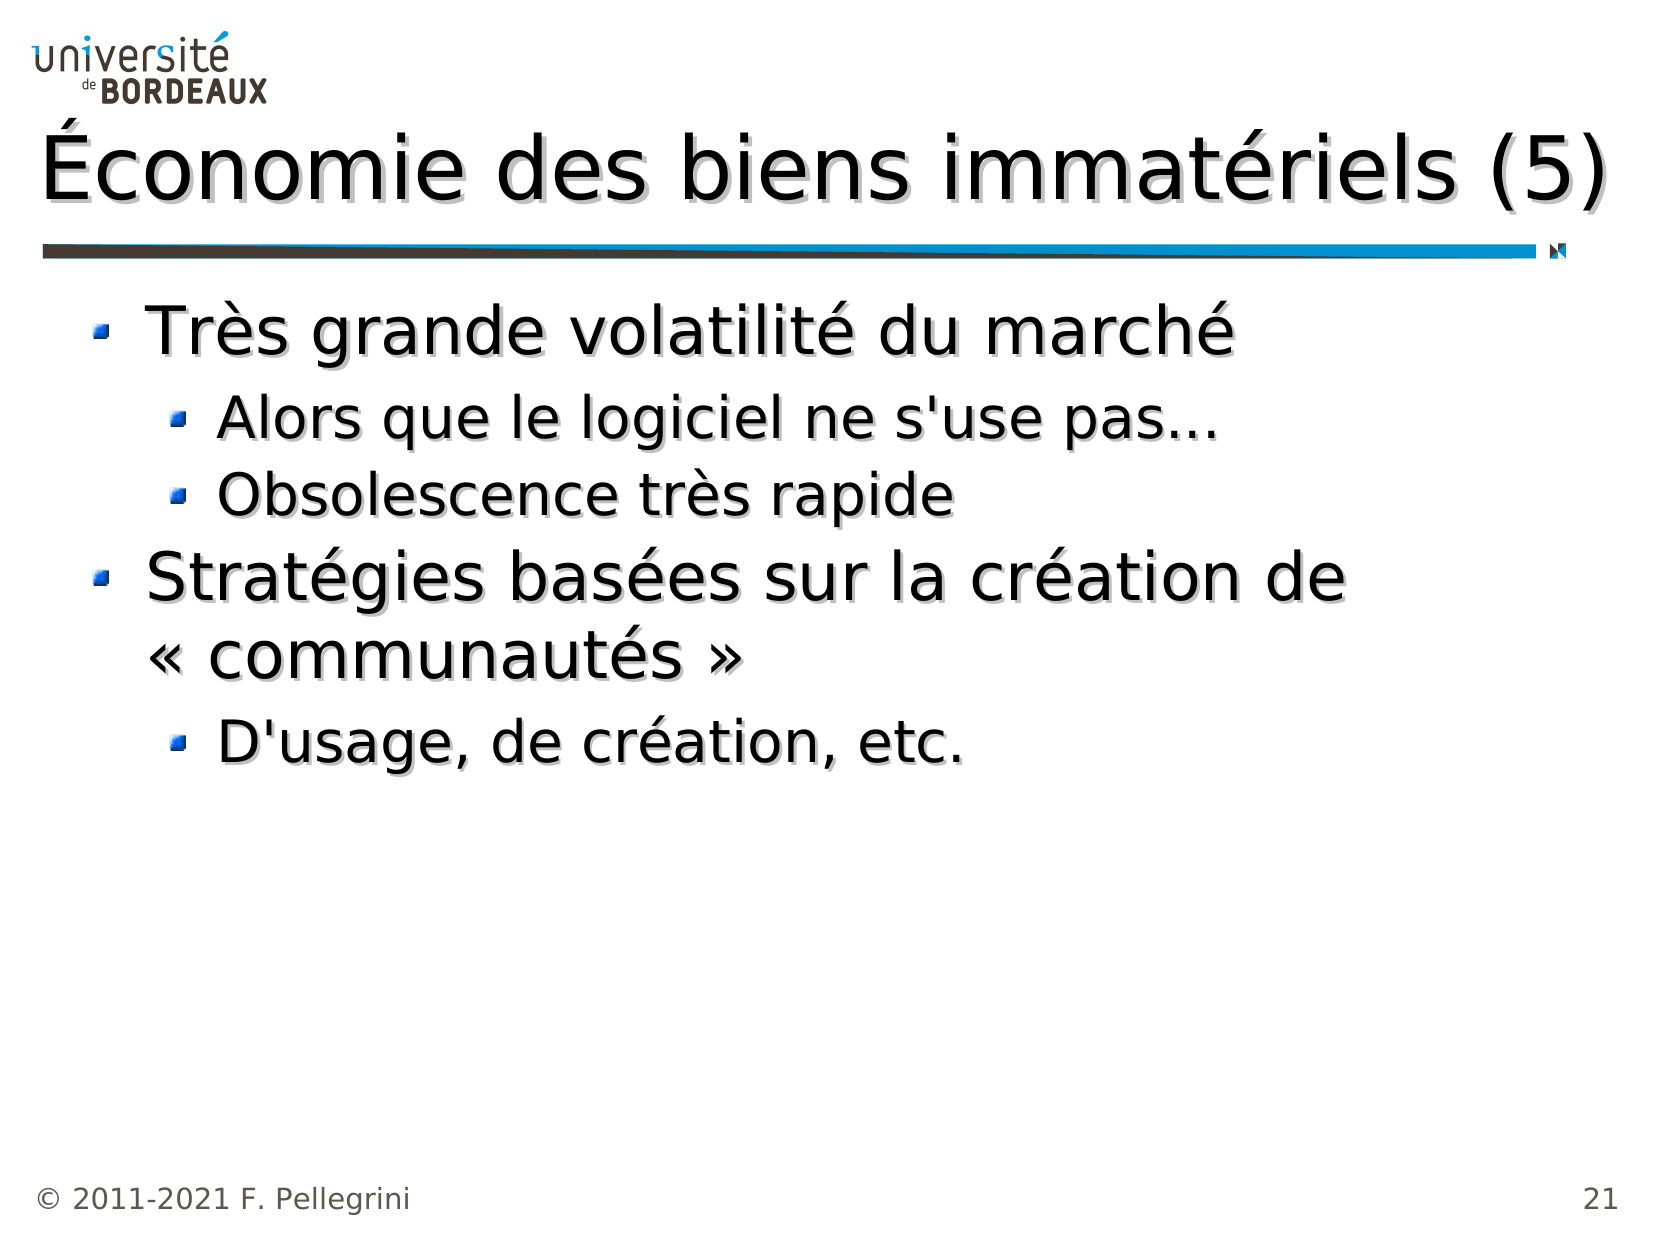 université
de BORDEAUX
Économie des biens immatériels (5)
Très grande volatilité du marché
Alors que le logiciel ne s'use pas...
Obsolescence très rapide
Stratégies basées sur la création de
« communautés »
D'usage, de création, etc.
© 2011-2021 F. Pellegrini
21